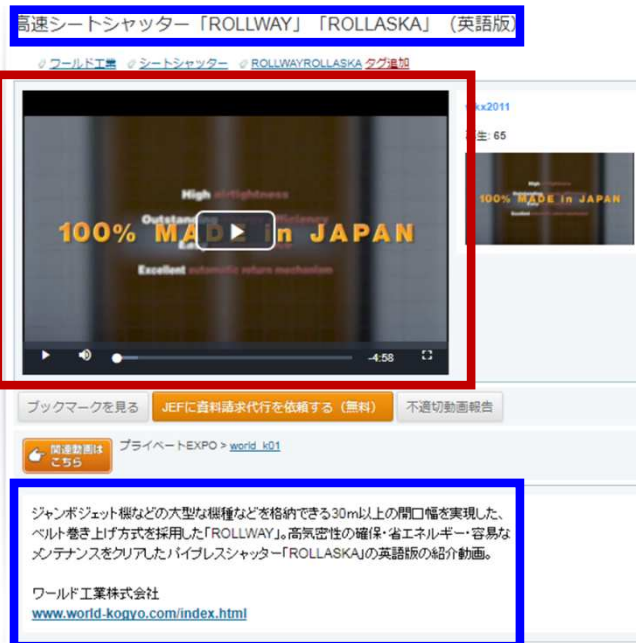 高速シートシャッター「ROLLWAY」「ROLLASKA」（英語版）
ワールド工業 シートシャッター ROLLWAYROLLASKA タグ追加
x2011
生: 65
High airtightness
Outstanding
100% MADE in JAPAN
Excellent automatic return mechanism
100% MADE in JAPAN
-4:58
ブックマークを見る JEFに資料請求代行を依頼する（無料） 不適切動画報告
関連動画は
こちら
プライベートEXPO > world_k01
ジャンボジェット機などの大型な機種などを格納できる30m以上の開口幅を実現した、
ベルト巻き上げ方式を採用した「ROLLWAY」。高気密性の確保・省エネルギー・容易な
メンテナンスをクリアしたパイプレスシャッター「ROLLASKA」の英語版の紹介動画。
ワールド工業株式会社
www.world-kogyo.com/index.html